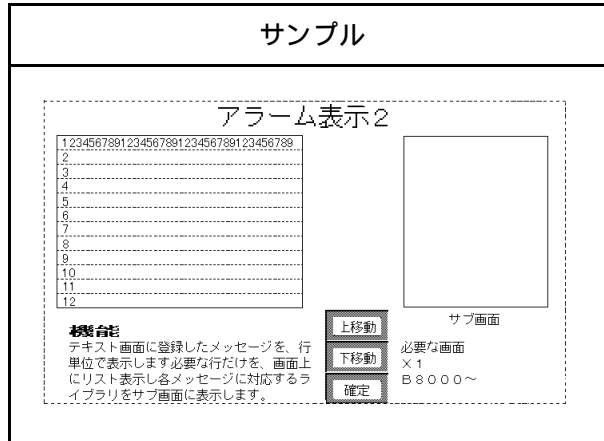 サンプル
アラーム表示2
123456789123456789123456789
2
3
4
5
6
7
8
9
10
11
12
サブ画面
機能
テキスト画面に登録したメッセージを、行
単位で表示します必要な行だけを、画面上
にリスト表示し各メッセージに対応するラ
イブラリをサブ画面に表示します。
上移動
下移動
確定
必要な画面
×1
B8000~